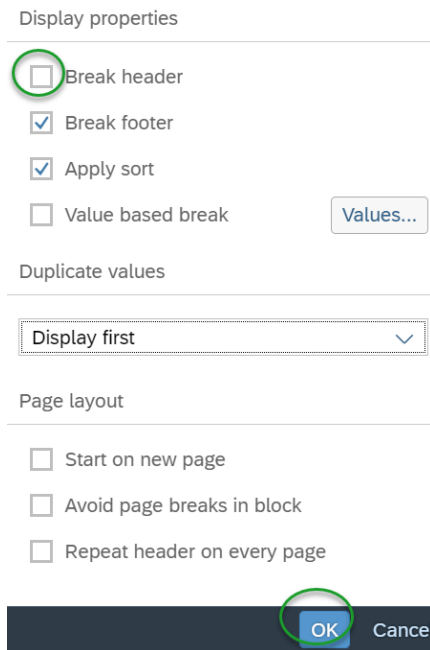 Display properties
Break header
Break footer
Apply sort
Value based break Values...
Duplicate values
Display first
Page layout
Start on new page
Avoid page breaks in block
Repeat header on every page
OK Cance